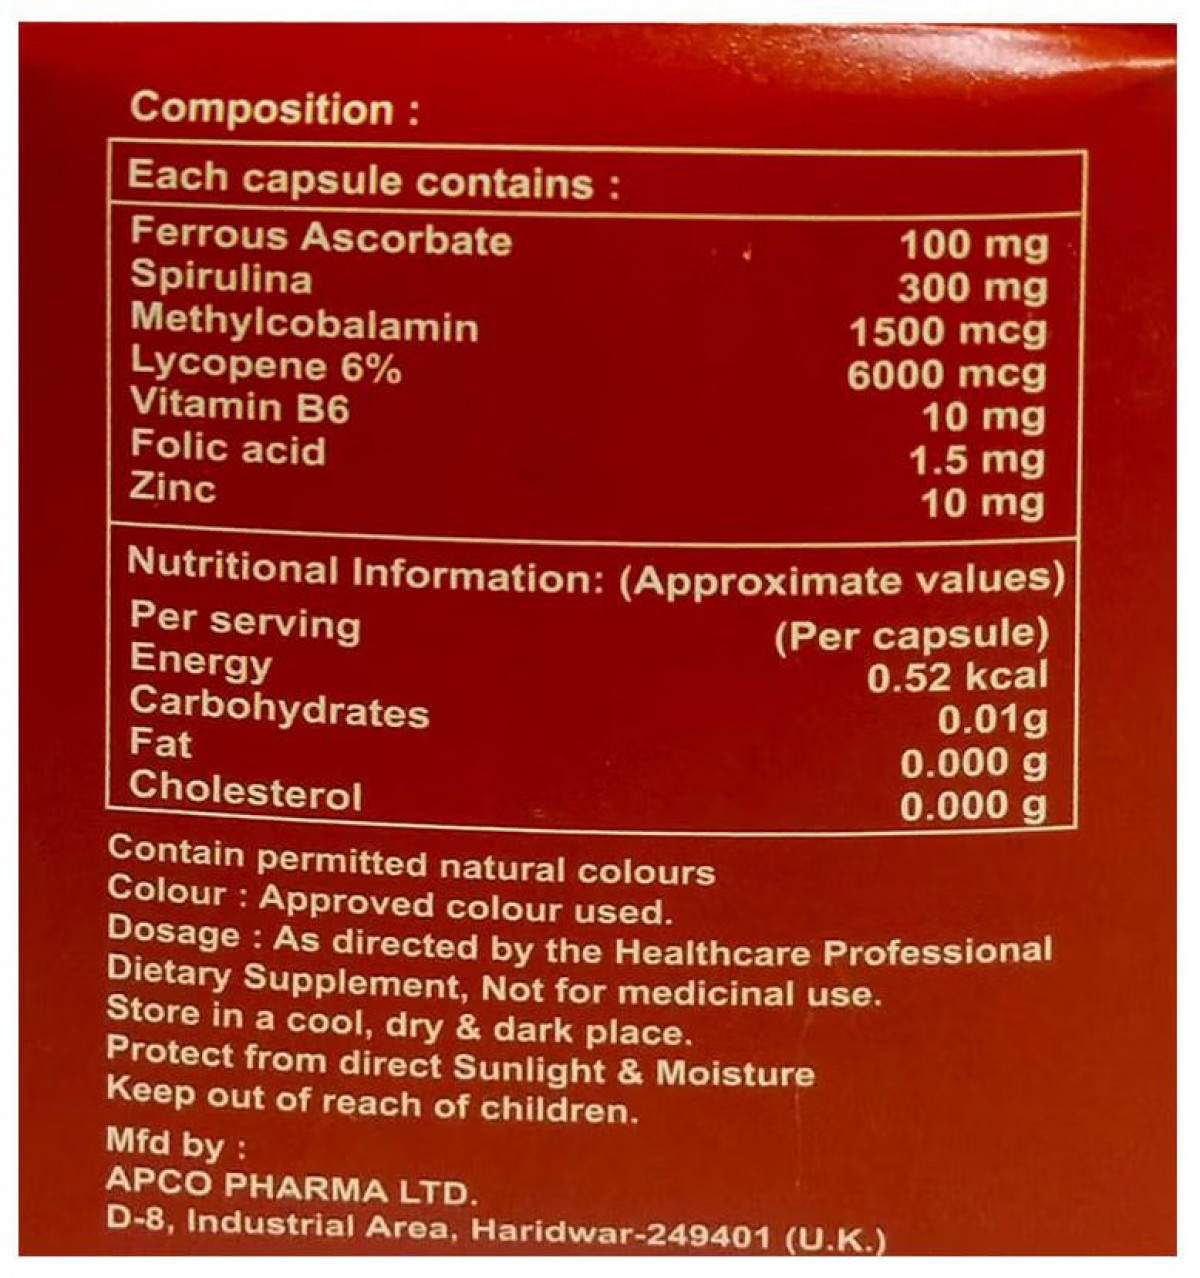 Composition :
Each capsule contains :
Ferrous Ascorbate 100 mg
Spirulina 300 mg
Methylcobalamin 1500 mcg
Lycopene 6% 6000 mcg
Vitamin B6 10 mg
Folic acid 1.5 mg
Zinc 10 mg
Nutritional Information: (Approximate values)
Per serving (Per capsule)
Energy 0.52 kcal
Carbohydrates 0.01g
Fat 0.000 g
Cholesterol 0.000 g
Contain permitted natural colours
Colour : Approved colour used.
Dosage : As directed by the Healthcare Professional
Dietary Supplement, Not for medicinal use.
Store in a cool, dry & dark place.
Protect from direct Sunlight & Moisture
Keep out of reach of children.
Mfd by :
APCO PHARMA LTD.
D-8, Industrial Area, Haridwar-249401 (U.K.)